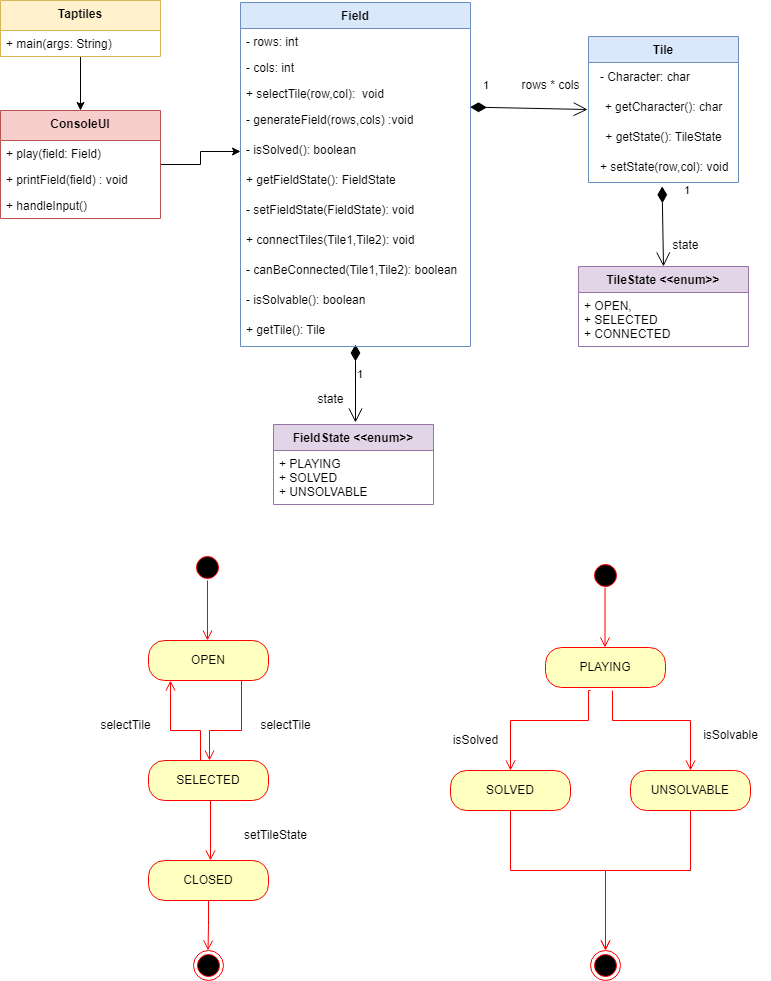 Taptiles
+ main(args: String)
ConsoleUI
+ play(field: Field)
+ printField(field) : void
+ handleInput()
Field
- rows: int
- cols: int
+ selectTile(row,col):  void
- generateField(rows,cols) :void
- isSolved(): boolean
+ getFieldState(): FieldState
- setFieldState(FieldState): void
+ connectTiles(Tile1,Tile2): void
- canBeConnected(Tile1,Tile2): boolean
- isSolvable(): boolean
+ getTile(): Tile
1
rows * cols
Tile
- Character: char
+ getCharacter(): char
+ getState(): TileState
+ setState(row,col): void
1
state
TileState <<enum>>
+ OPEN,
+ SELECTED
+ CONNECTED
1
state
FieldState <<enum>>
+ PLAYING
+ SOLVED
+ UNSOLVABLE
OPEN
selectTile
selectTile
SELECTED
setTileState
CLOSED
PLAYING
isSolved
isSolvable
SOLVED
UNSOLVABLE